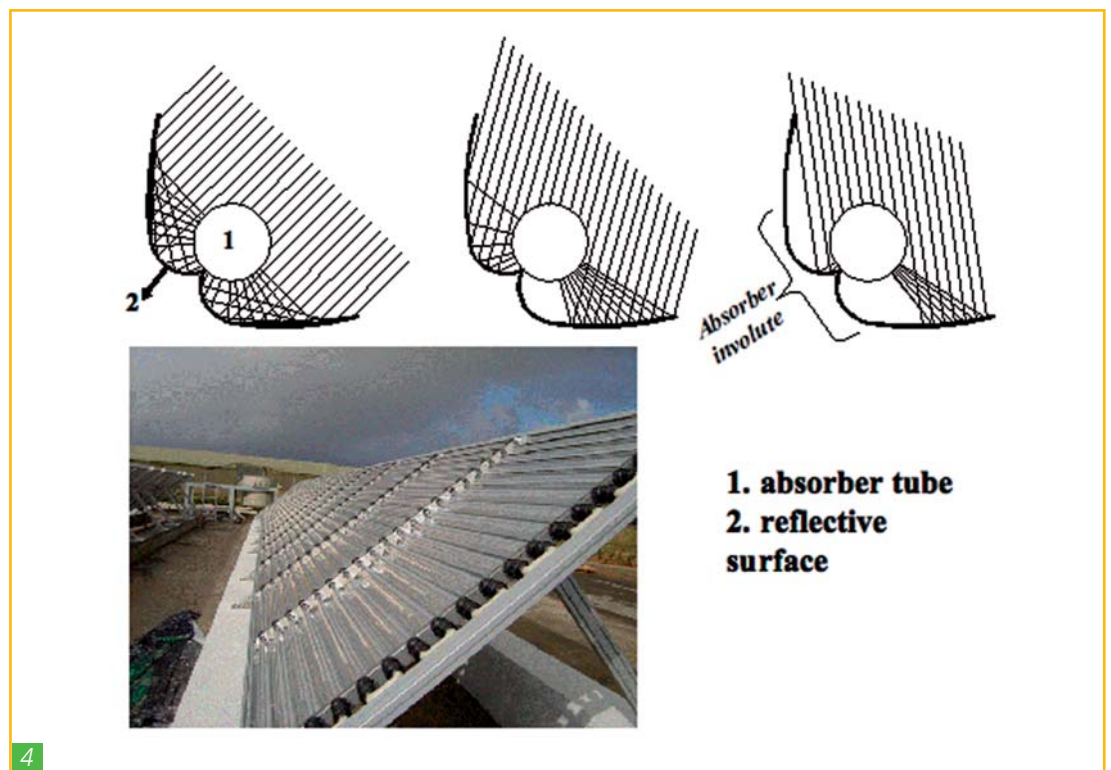 1
2
Absorber
involute
1. absorber tube
2. reflective
surface
4